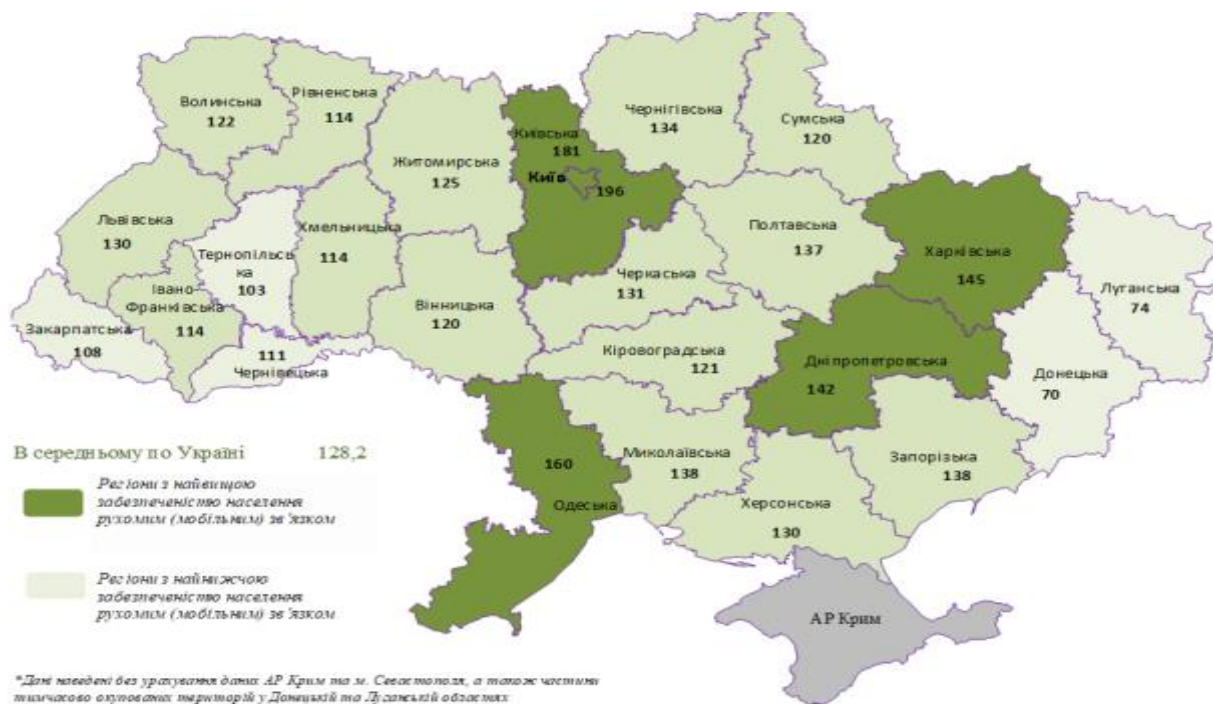 Волинська
122
Рівненська
114
Житомирська
125
Київська
181
Київ
196
Чернігівська
134
Сумська
120
Львівська
130
Тернопільс
ька
103
Хмельницька
114
Івано-
Франківська
114
Закарпатська
108
111
Чернівецька
Вінницька
120
Черкаська
131
Полтавська
137
Харківська
145
Луганська
74
Кіровоградська
121
Дніпропетровська
142
Донецька
70
160
Одеська
Миколаївська
138
Запорізька
138
Херсонська
130
АР Крим
В середньому по Україні 128,2
Регіони з найвищою
забезпеченістю населення
рухомим (мобільним) зв'язком
Регіони з найнижчою
забезпеченістю населення
рухомим (мобільним) зв'язком
*Дані наведені без урахування даних АР Крим та м. Севастополя, а також частини
тимчасово окупованих територій у Донецькій та Луганській областях